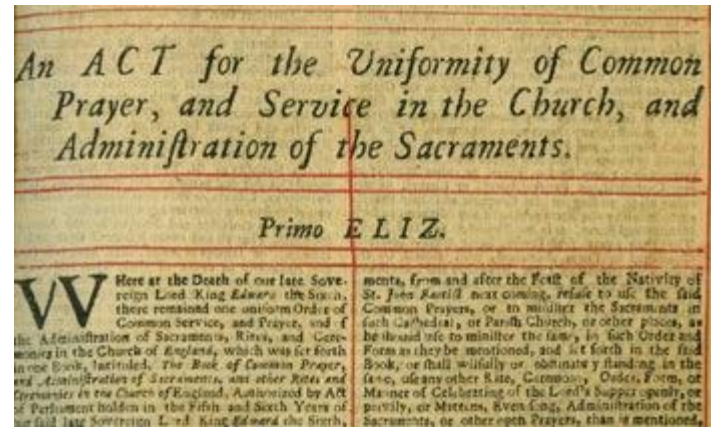 An ACT for the Uniformity of Common
Prayer, and Service in the Church, and
Adminiſtration of the Sacraments.
Primo ELIZ.
WHere at the Death of our late Sove-
reign Lord King Edward the Sixth,
there remained one uniform Order of
Common Service, and Prayer, and of
the Adminiſtration of Sacraments, Rites, and Cere-
monies in the Church of England, which was ſet forth
in one Book, Intituled, The Book of Common Prayer,
and Adminiſtration of Sacraments, and other Rites and
Ceremonies in the Church of England, Authorized by Act
of Parliament holden in the Fifth and Sixth Years of
our ſaid late Sovereign Lord King Edward the Sixth,
ments, from and after the Feaſt of the Nativity of
St. John Baptiſt next coming, refuſe to uſe the ſaid
Common Prayers, or to miniſter the Sacraments in
ſuch Cathedral, or Pariſh Church, or other places, as
he ſhould uſe to miniſter the ſame, in ſuch Order and
Form as they be mentioned, and ſet forth in the ſaid
Book, or ſhall wilfully or obſtinately ſtanding in the
ſame, uſe any other Rite, Ceremony, Order, Form, or
Manner of Celebrating of the Lord's Supper openly, or
privily, or Mattens, Evenſong, Adminiſtration of the
Sacraments, or other open Prayers, than is mentioned,